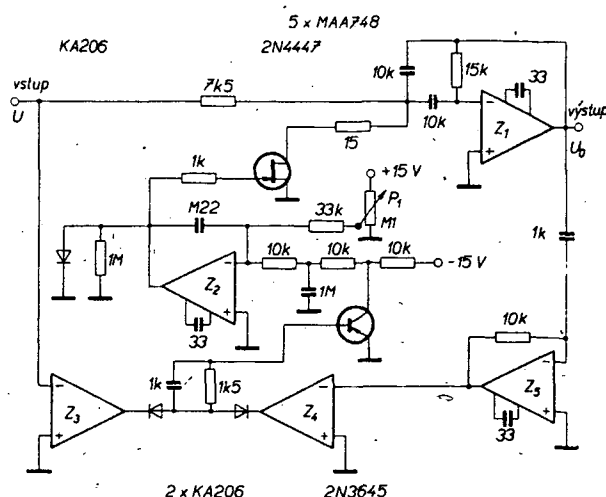 5 x MAA748
KA206
2N4447
vstup
U
7k5
10k
15k
33
10k
Z₁
výstup
U₀
15
1k
+15 V
P₁
M1
M22
33k
1k
1M
10k
10k
10k
-15 V
Z₂
1M
33
10k
1k
1k5
Z₃
Z₄
Z₅
33
2 x KA206
2N3645